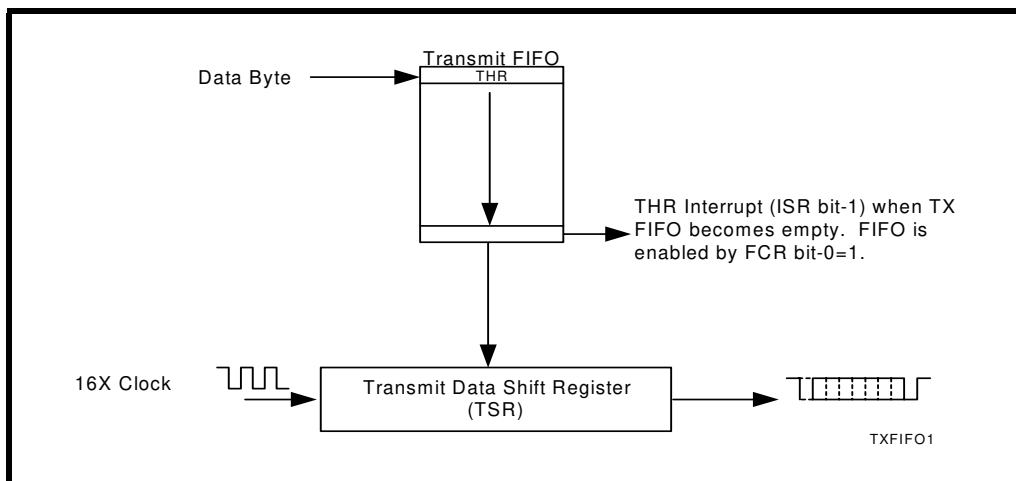 Transmit FIFO
Data Byte
THR
THR Interrupt (ISR bit-1) when TX
FIFO becomes empty. FIFO is
enabled by FCR bit-0=1.
16X Clock
Transmit Data Shift Register
(TSR)
TXFIFO1